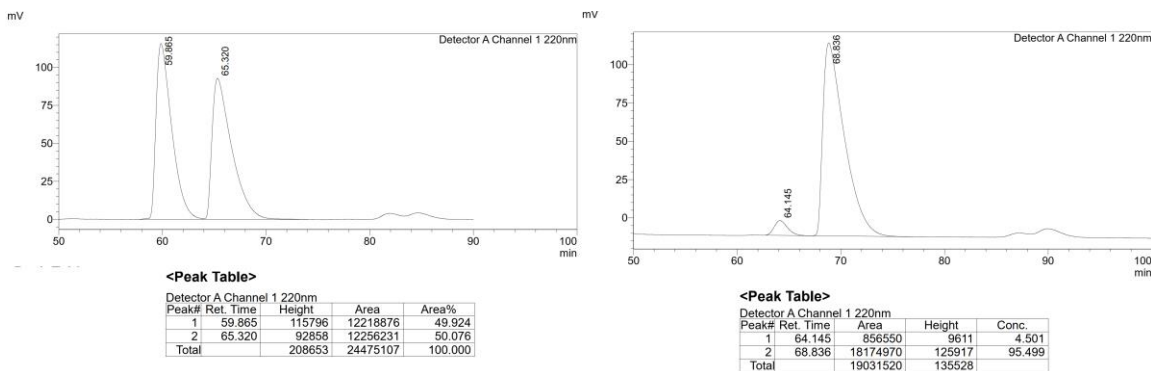 mV
Detector A Channel 1 220nm
59.865
65.320
100
75
50
25
0
50 60 70 80 90 100
min
<Peak Table>
Detector A Channel 1 220nm
Peak# Ret. Time Height Area Area%
1 59.865 115796 12218876 49.924
2 65.320 92858 12256231 50.076
Total 208653 24475107 100.000
mV
Detector A Channel 1 220nm
64.145
68.836
100
75
50
25
0
50 60 70 80 90 100
min
<Peak Table>
Detector A Channel 1 220nm
Peak# Ret. Time Area Height Conc.
1 64.145 856550 9611 4.501
2 68.836 18174970 125917 95.499
Total 19031520 135528